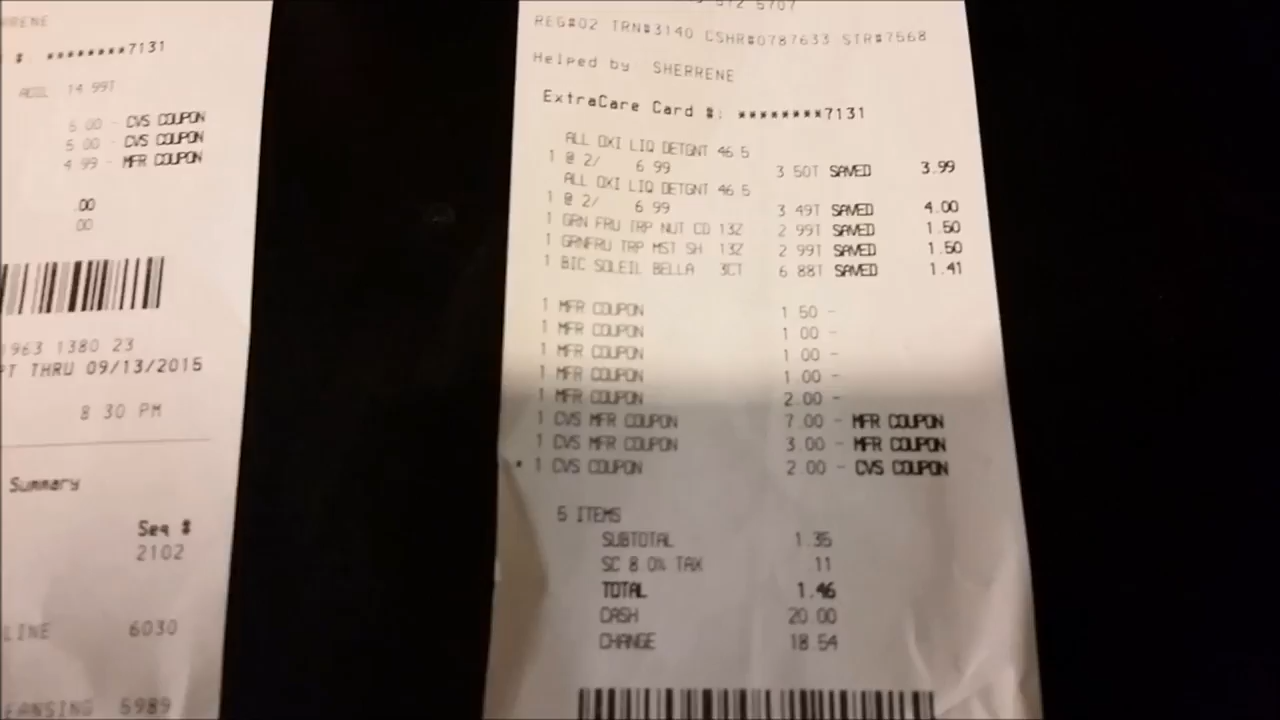 RRENE
#: ********7131
14 99T
6 00 - CVS COUPON
5 00 - CVS COUPON
4 99 - MFR COUPON
.00
00
1963 1380 23
PT THRU 09/13/2015
8 30 PM
Summary
Seq #
2102
LINE 6030
EANSING 5989
REG#02 TRN#3140 CSHR#0787633 STR#7568
Helped by SHERRENE
ExtraCare Card #: ********7131
ALL OXI LIQ DETGNT 46 5
1 @ 2/ 6 99 3 50T SAVED 3.99
ALL OXI LIQ DETGNT 46 5
1 @ 2/ 6 99 3 49T SAVED 4.00
1 GRN FRU TRP NUT CO 13Z 2 99T SAVED 1.50
1 GRNFRU TRP MST SH 13Z 2 99T SAVED 1.50
1 BIC SOLEIL BELLA 3CT 6 88T SAVED 1.41
1 MFR COUPON 1 50 -
1 MFR COUPON 1 00 -
1 MFR COUPON 1 00 -
1 MFR COUPON 1 00 -
1 MFR COUPON 2.00 -
1 CVS MFR COUPON 7.00 - MFR COUPON
1 CVS MFR COUPON 3.00 - MFR COUPON
1 CVS COUPON 2.00 - CVS COUPON
5 ITEMS
SUBTOTAL 1.35
SC 8 0% TAX .11
TOTAL 1.46
CASH 20.00
CHANGE 18.54